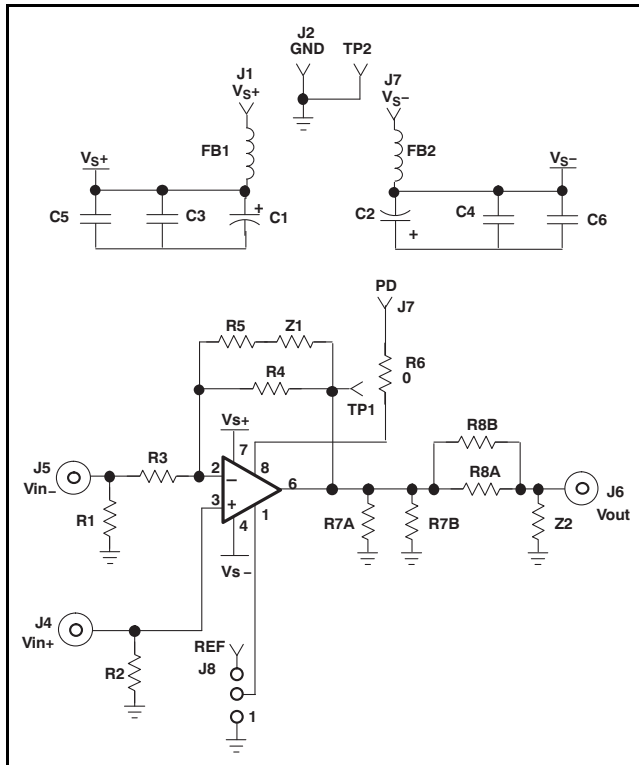 J2
GND
TP2
J1
VS+
J7
VS−
FB1
FB2
VS+
VS−
C5
C3
C1
+
C2
+
C4
C6
PD
J7
R5
Z1
R6
0
R4
TP1
Vs+
7
R8B
J5
Vin−
R3
2
−
8
6
R8A
J6
Vout
R1
3
+
1
4
R7A
R7B
Z2
Vs−
J4
Vin+
R2
REF
J8
1